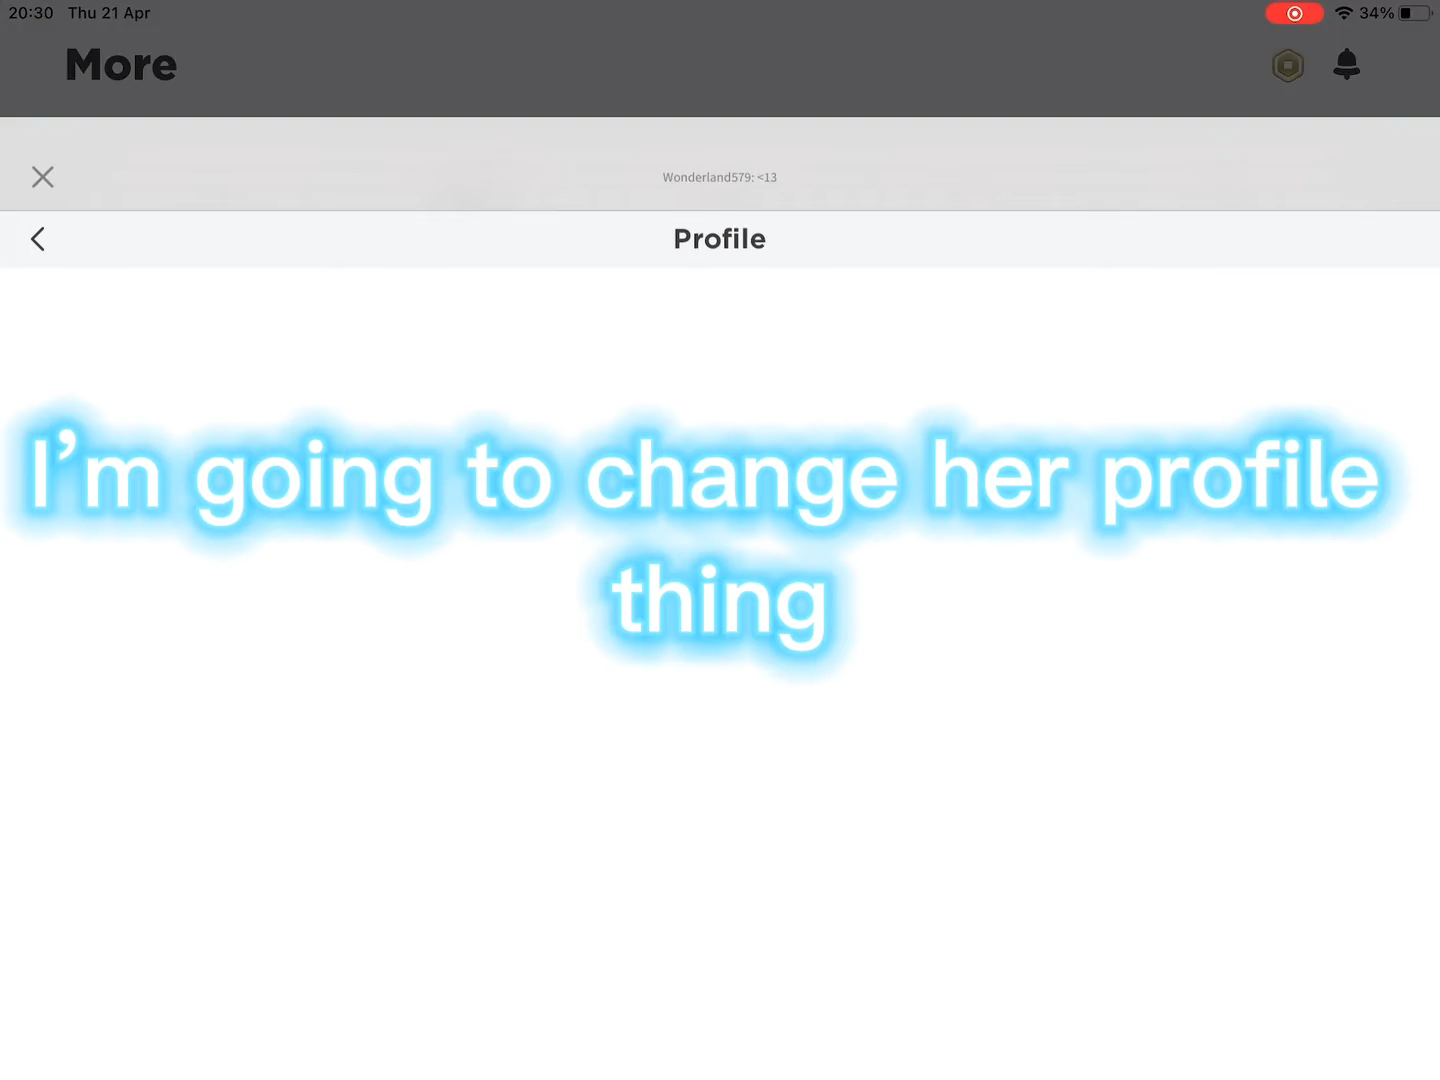 20:30 Thu 21 Apr 34%
More
Wonderland579: <13
Profile
I’m going to change her profile
thing